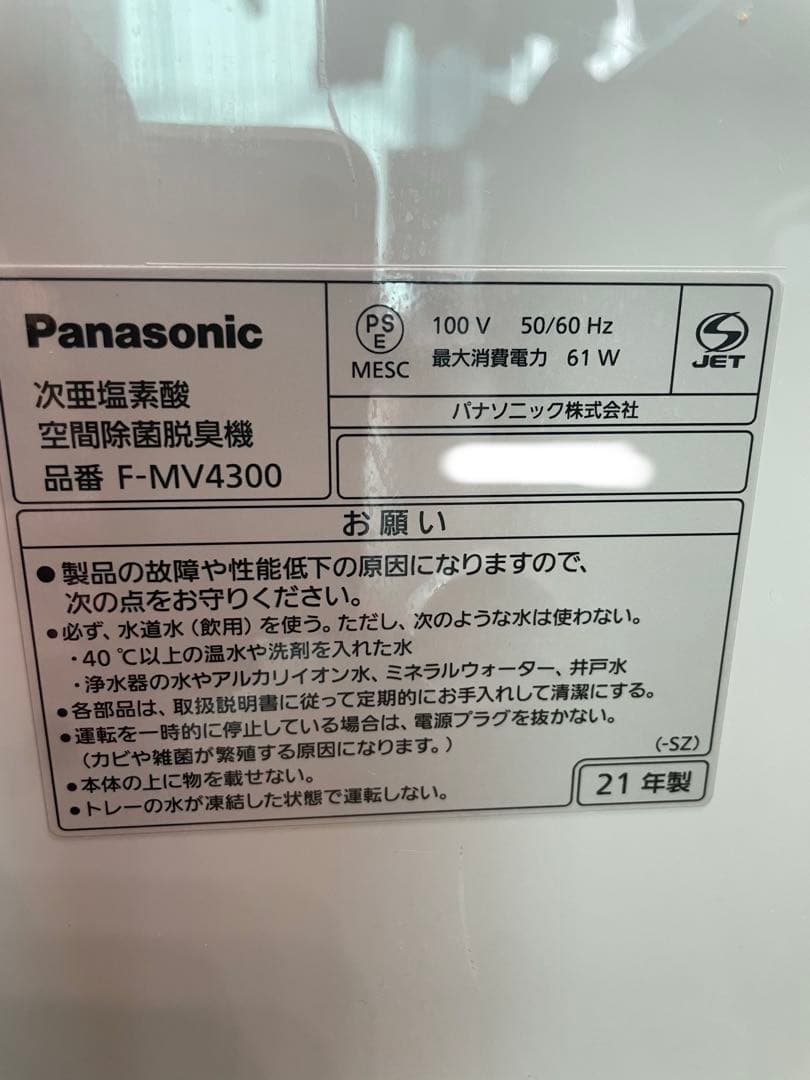 Panasonic
次亜塩素酸
空間除菌脱臭機
品番 F-MV4300
PS
E
MESC
100 V 50/60 Hz
最大消費電力 61 W
JET
パナソニック株式会社
お願い
●製品の故障や性能低下の原因になりますので、
次の点をお守りください。
●必ず、水道水(飲用)を使う。ただし、次のような水は使わない。
・40 ℃以上の温水や洗剤を入れた水
・浄水器の水やアルカリイオン水、ミネラルウォーター、井戸水
●各部品は、取扱説明書に従って定期的にお手入れして清潔にする。
●運転を一時的に停止している場合は、電源プラグを抜かない。
(カビや雑菌が繁殖する原因になります。)
●本体の上に物を載せない。
●トレーの水が凍結した状態で運転しない。
(-SZ)
21 年製